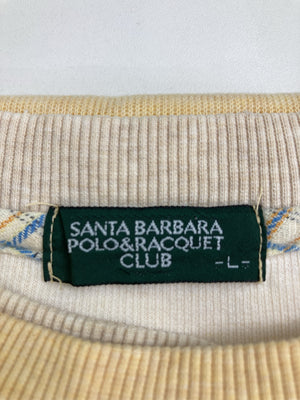 SANTA BARBARA
POLO&RACQUET
CLUB -L-